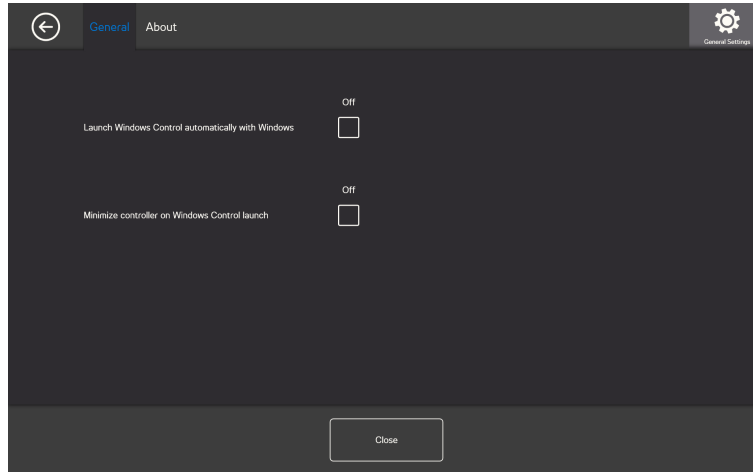 General About
General Settings
Off
Launch Windows Control automatically with Windows
Off
Minimize controller on Windows Control launch
Close